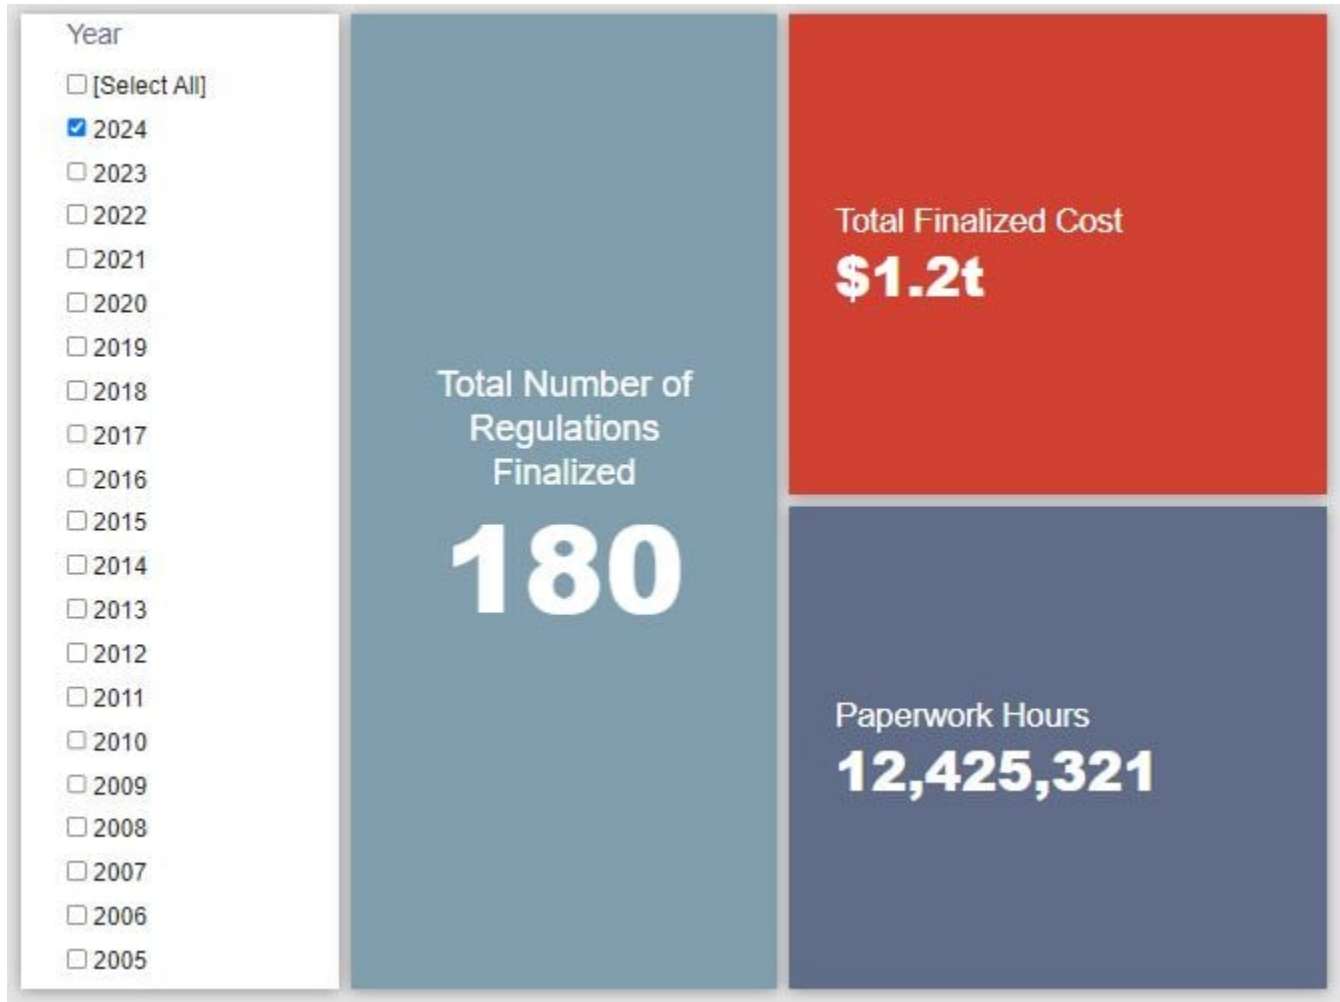 Year
[Select All]
2024
2023
2022
2021
2020
2019
2018
2017
2016
2015
2014
2013
2012
2011
2010
2009
2008
2007
2006
2005
Total Number of
Regulations
Finalized
180
Total Finalized Cost
$1.2t
Paperwork Hours
12,425,321